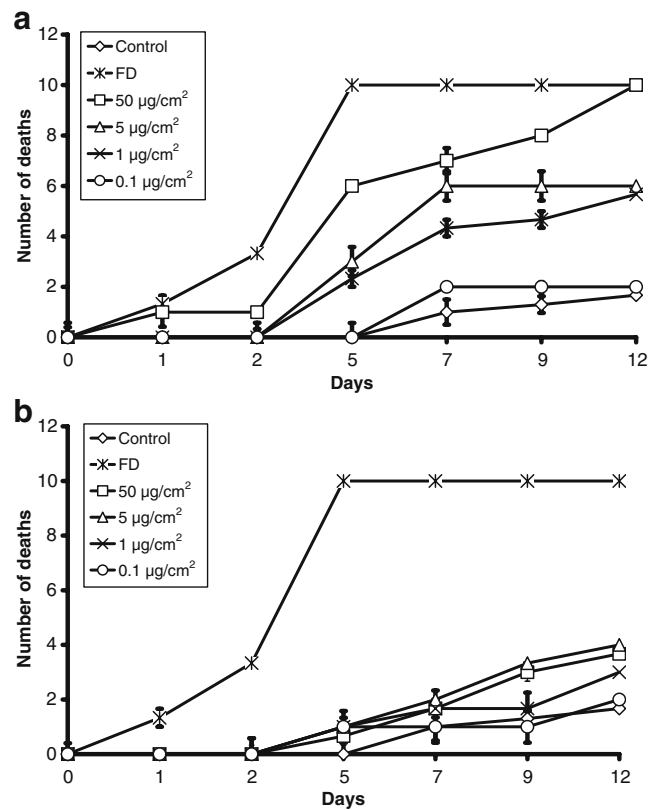 a
Number of deaths
12
10
8
6
4
2
0
Control
FD
50 µg/cm²
5 µg/cm²
1 µg/cm²
0.1 µg/cm²
0 1 2 5 7 9 12
Days
b
Number of deaths
12
10
8
6
4
2
0
Control
FD
50 µg/cm²
5 µg/cm²
1 µg/cm²
0.1 µg/cm²
0 1 2 5 7 9 12
Days